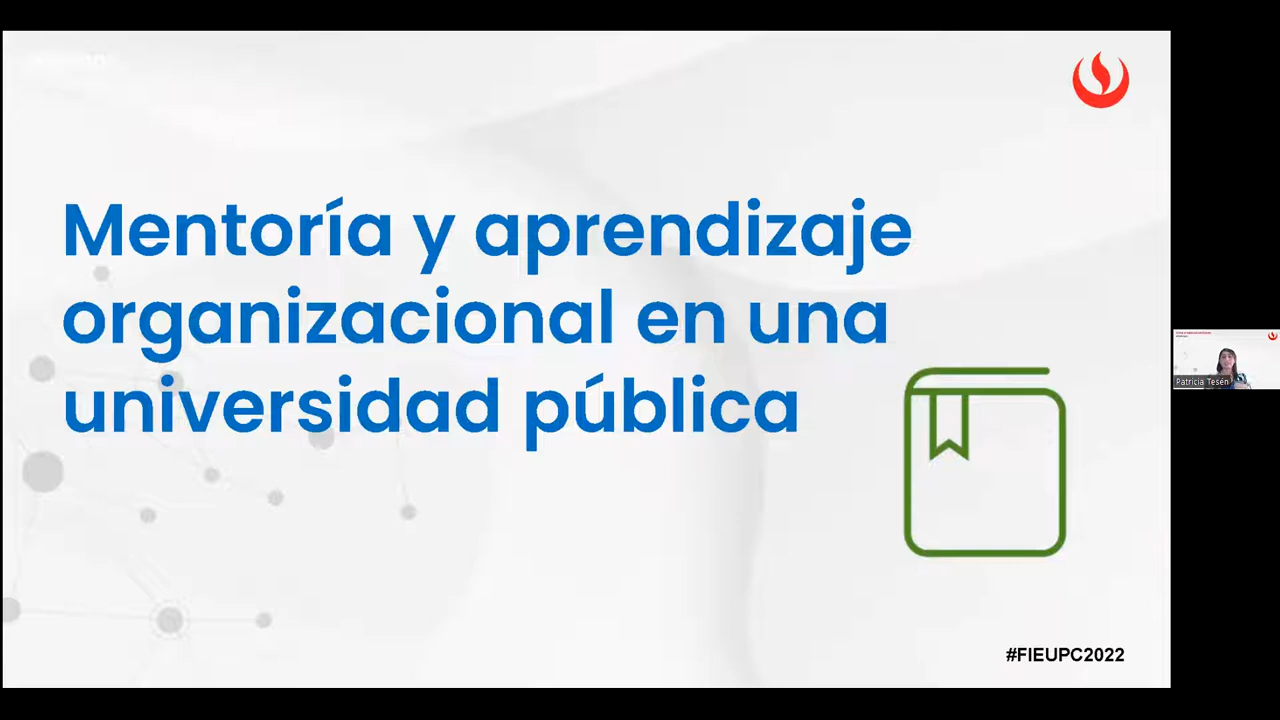 Mentoría y aprendizaje
organizacional en una
universidad pública
Patricia Tesén
#FIEUPC2022